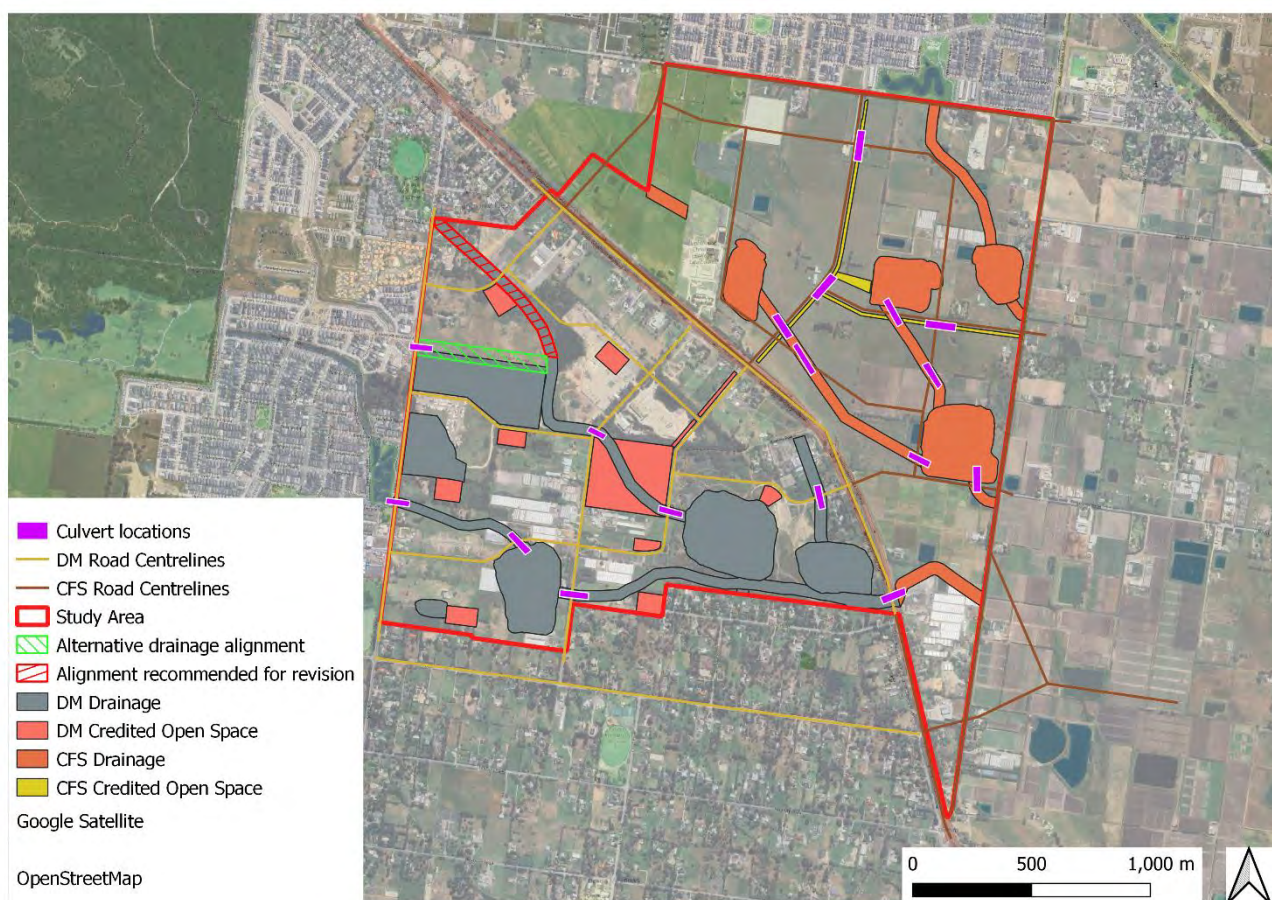 Culvert locations
DM Road Centrelines
CFS Road Centrelines
Study Area
Alternative drainage alignment
Alignment recommended for revision
DM Drainage
DM Credited Open Space
CFS Drainage
CFS Credited Open Space
Google Satellite
OpenStreetMap
0 500 1,000 m